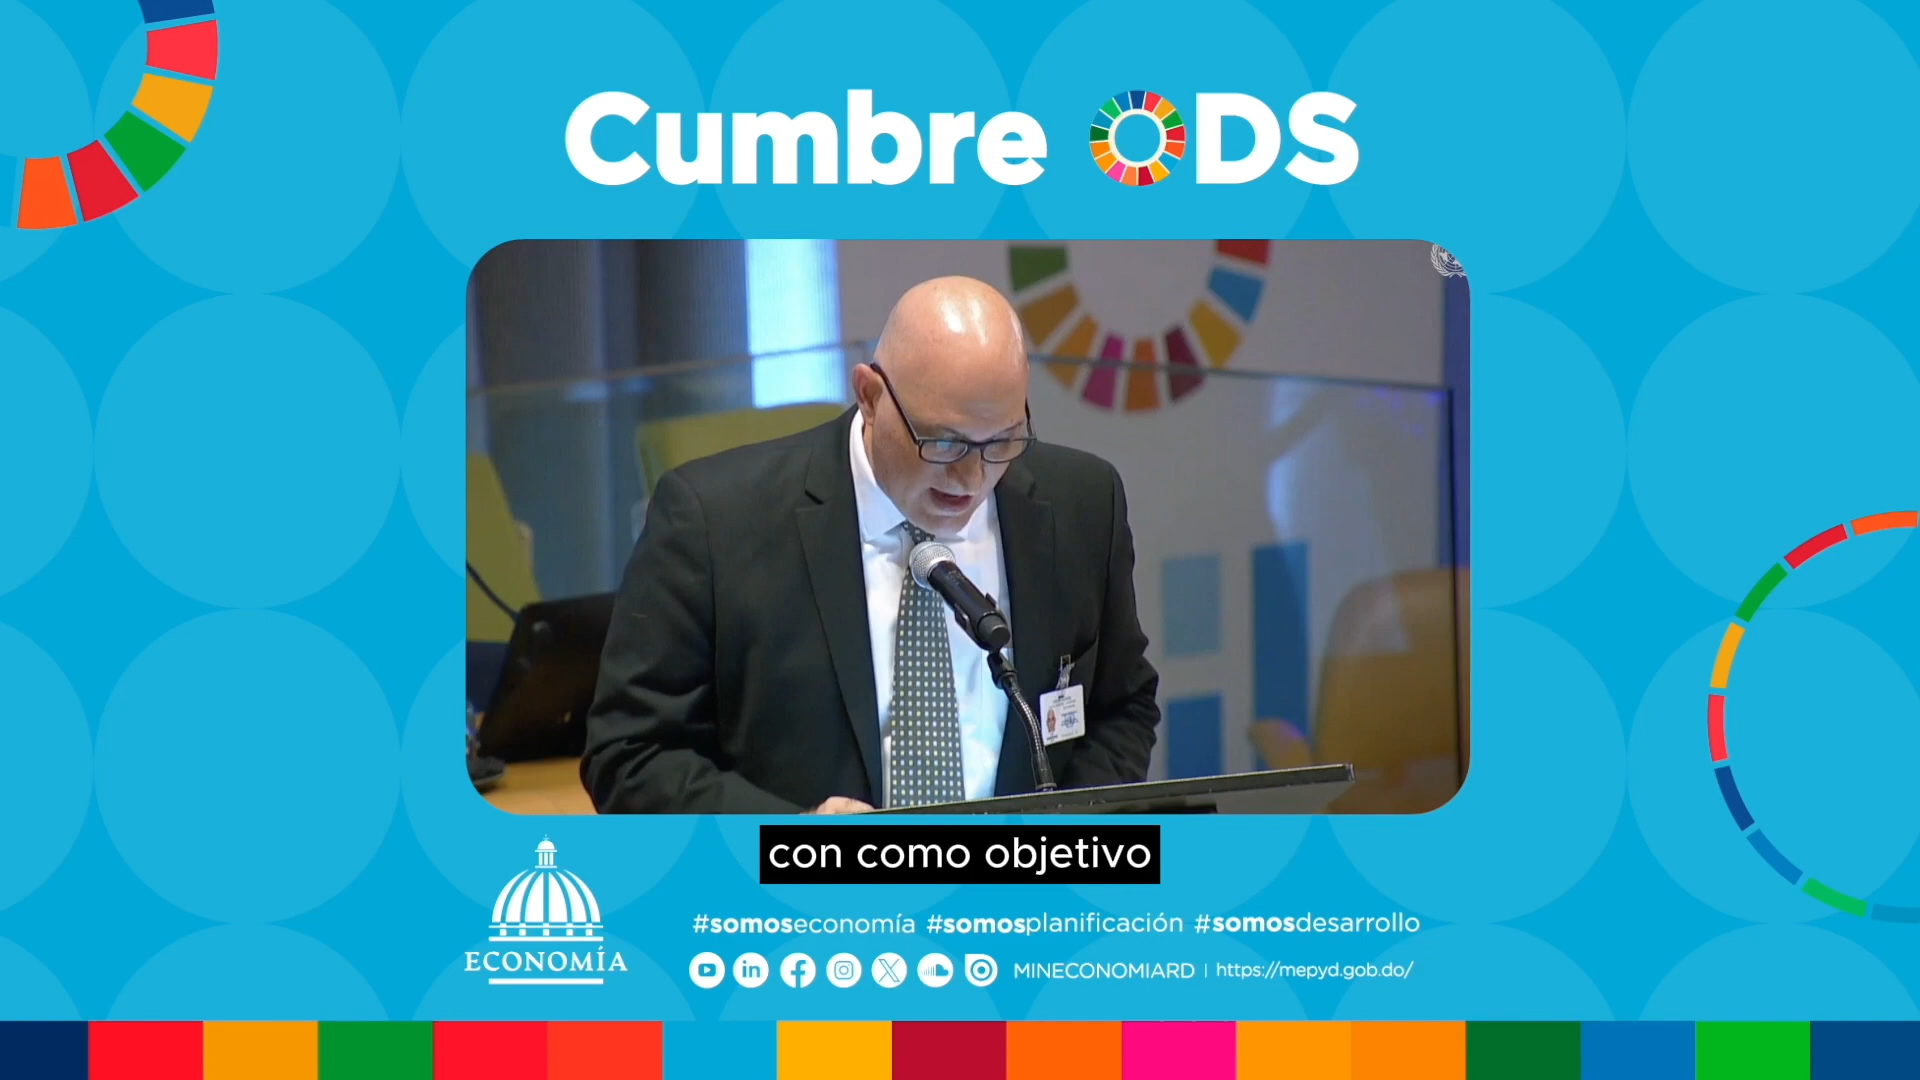 Cumbre ODS
con como objetivo
#somoseconomía #somosplanificación #somosdesarrollo
ECONOMÍA
MINECONOMIARD | https://mepyd.gob.do/